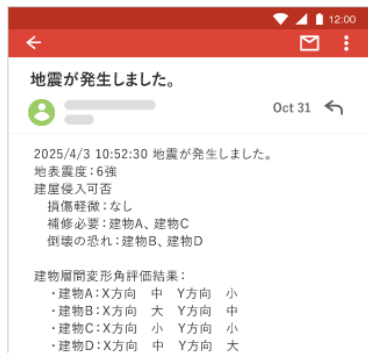 12:00
地震が発生しました。
Oct 31
2025/4/3 10:52:30 地震が発生しました。
地表震度：6強
建屋侵入可否
損傷軽微：なし
補修必要：建物A、建物C
倒壊の恐れ：建物B、建物D
建物層間変形角評価結果：
・建物A：X方向 中 Y方向 小
・建物B：X方向 大 Y方向 中
・建物C：X方向 小 Y方向 小
・建物D：X方向 中 Y方向 大